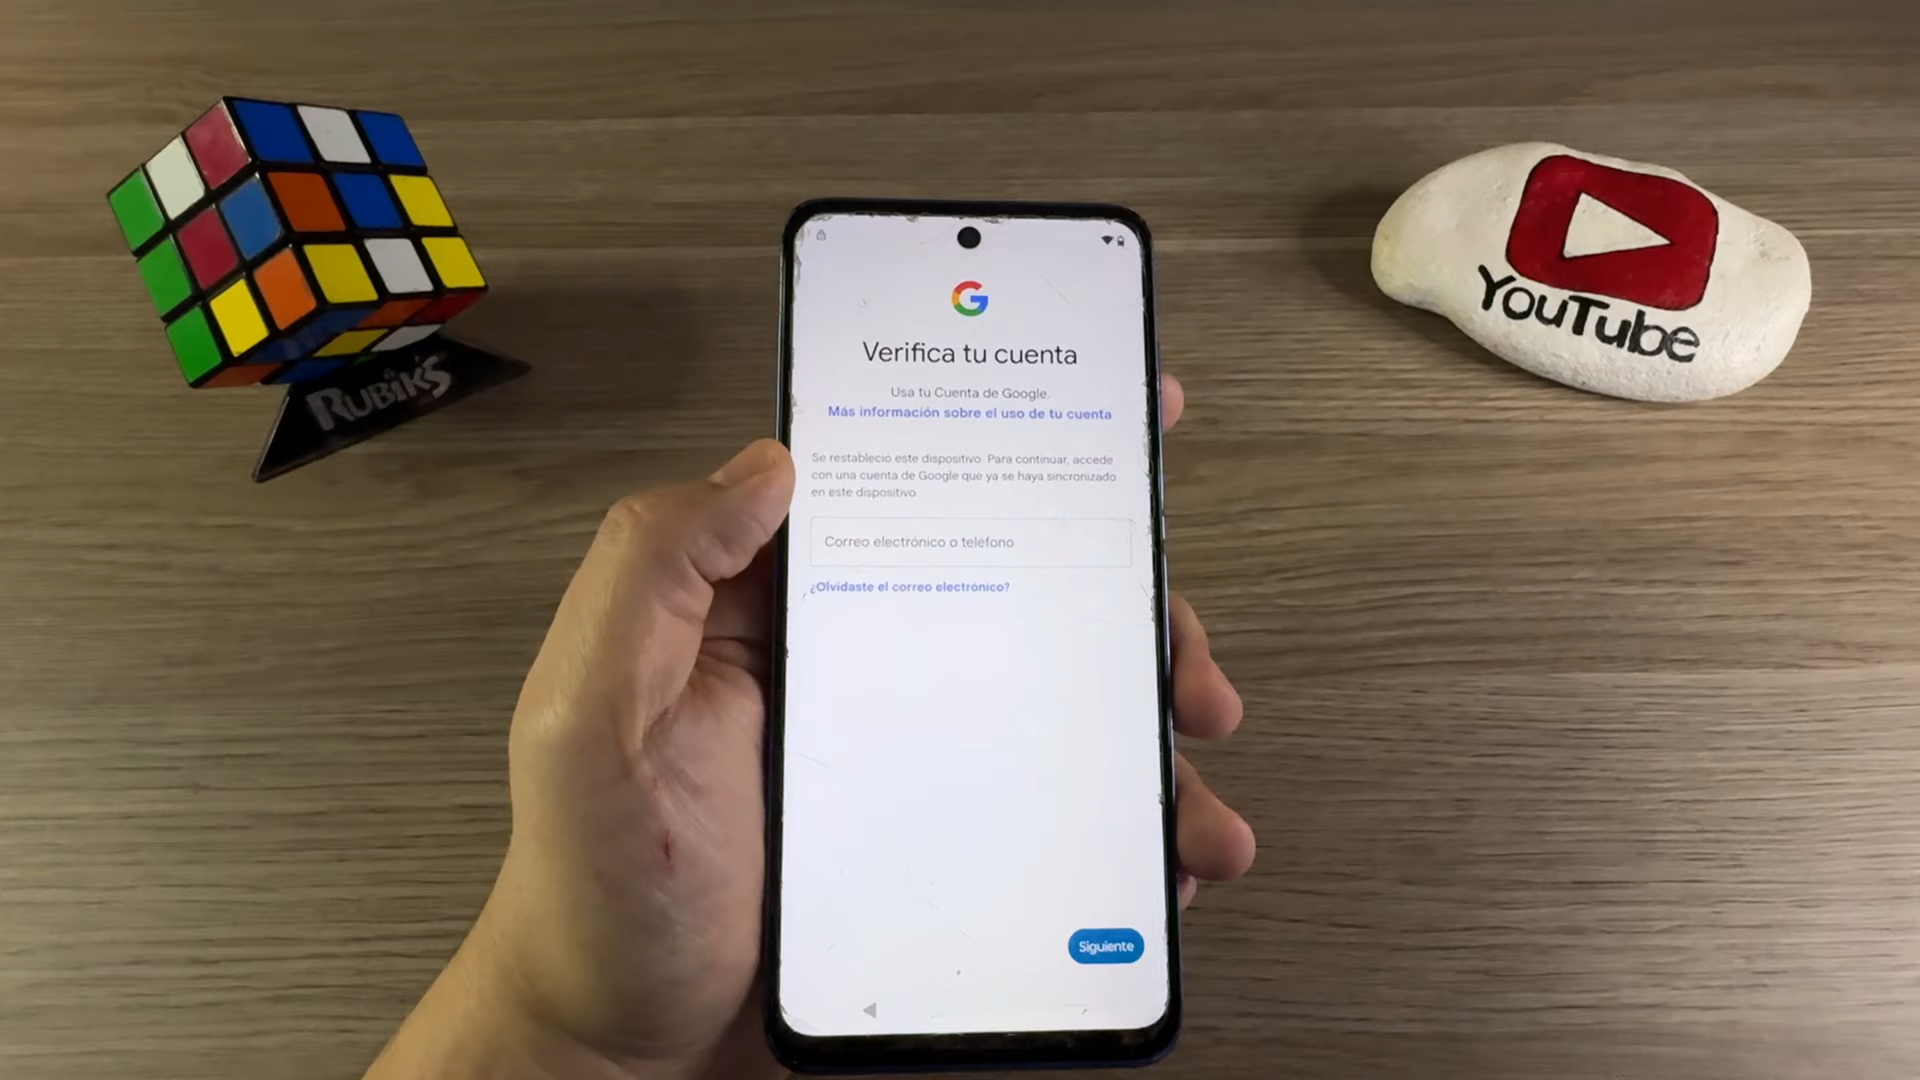 RUBIK'S
YouTube
G
Verifica tu cuenta
Usa tu Cuenta de Google.
Más información sobre el uso de tu cuenta
Se restableció este dispositivo. Para continuar, accede
con una cuenta de Google que ya se haya sincronizado
en este dispositivo.
Correo electrónico o teléfono
¿Olvidaste el correo electrónico?
Siguiente